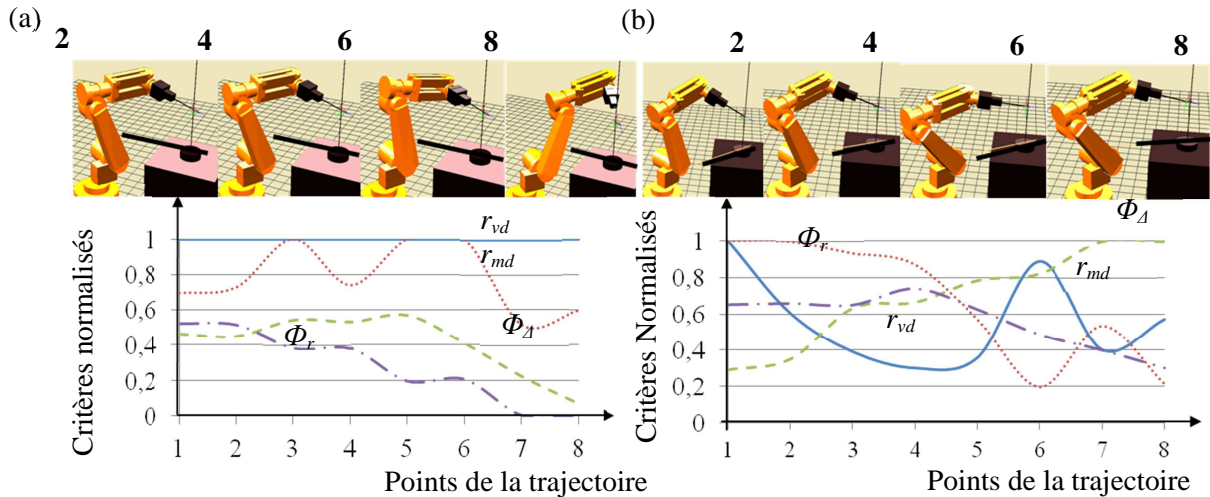 (a)
2 4 6 8
Critères normalisés
1
0,8
0,6
0,4
0,2
0
r_vd
r_md
Φ_r
Φ_Δ
1 2 3 4 5 6 7 8
Points de la trajectoire
(b)
2 4 6 8
Critères Normalisés
1
0,8
0,6
0,4
0,2
0
Φ_Δ
Φ_r
r_md
r_vd
1 2 3 4 5 6 7 8
Points de la trajectoire